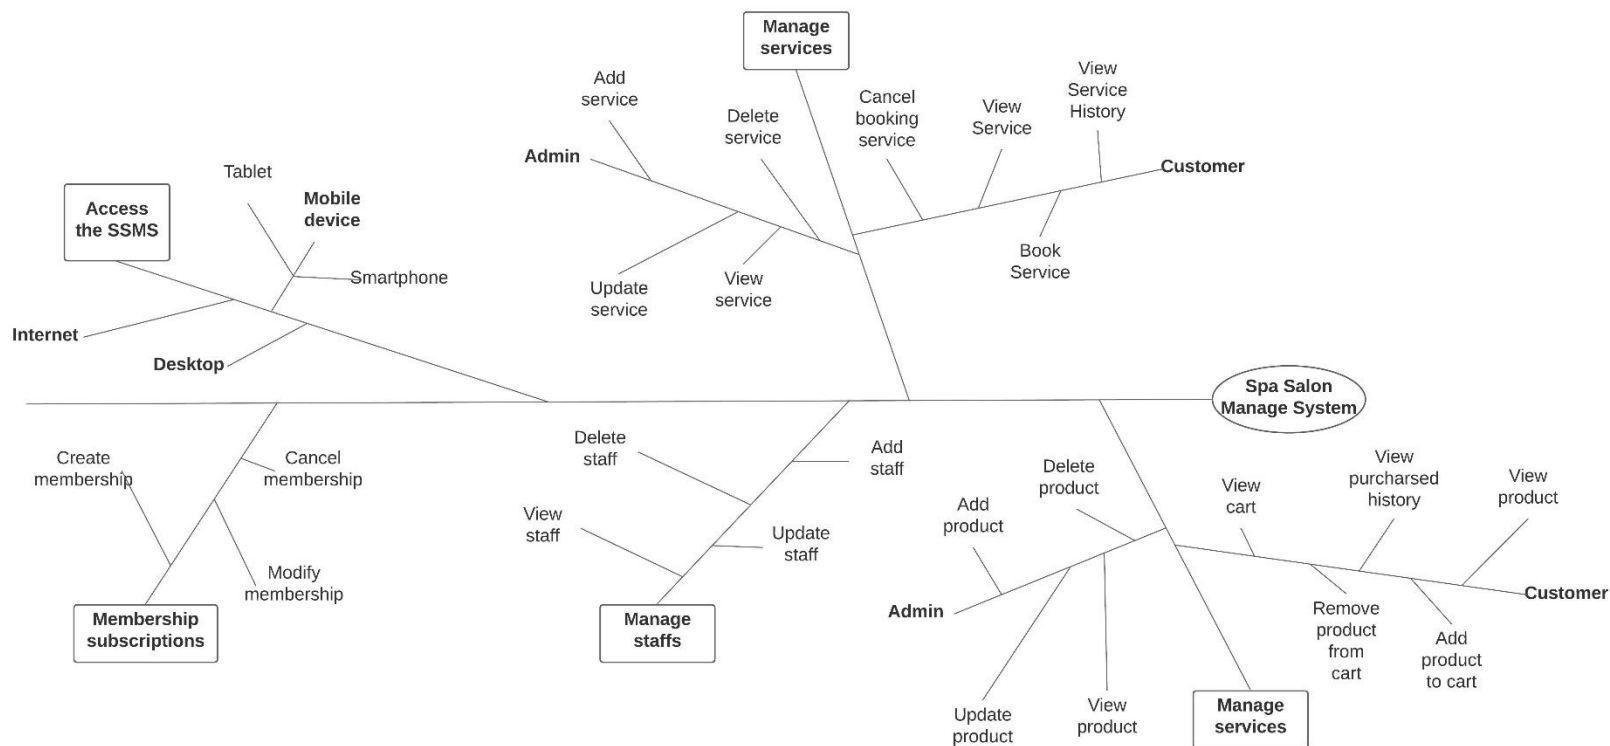 Manage
services
Add
service
Delete
service
Cancel
booking
service
View
Service
View
Service
History
Admin
Customer
Update
service
View
service
Book
Service
Tablet
Mobile
device
Access
the SSMS
Smartphone
Internet
Desktop
Spa Salon
Manage System
Create
membership
Cancel
membership
Modify
membership
Membership
subscriptions
Delete
staff
Add
staff
View
staff
Update
staff
Manage
staffs
Delete
product
Add
product
Admin
Update
product
View
product
View
cart
View
purcharsed
history
View
product
Customer
Remove
product
from
cart
Add
product
to cart
Manage
services